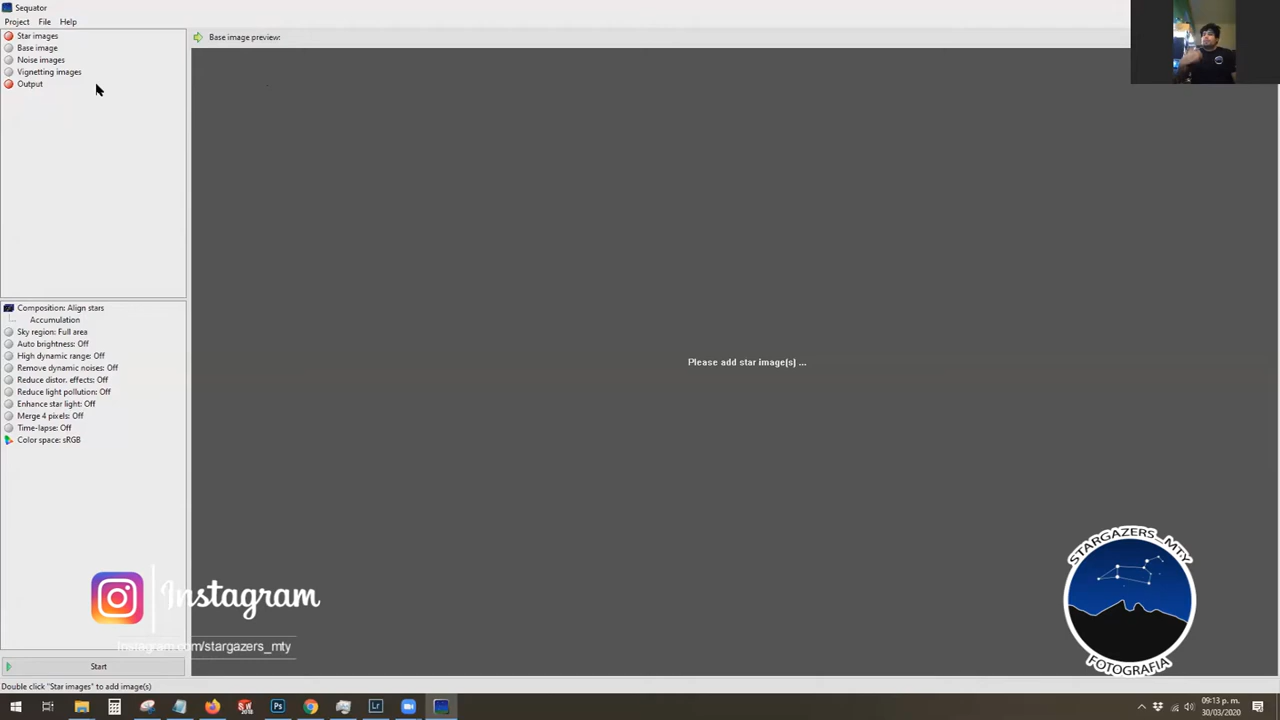 Sequator
Project File Help
Star images
Base image
Noise images
Vignetting images
Output
Base image preview:
Please add star image(s) ...
Composition: Align stars
Accumulation
Sky region: Full area
Auto brightness: Off
High dynamic range: Off
Remove dynamic noises: Off
Reduce distor. effects: Off
Reduce light pollution: Off
Enhance star light: Off
Merge 4 pixels: Off
Time-lapse: Off
Color space: sRGB
Instagram
Instagram.com/stargazers_mty
STARGAZERS_MTY
FOTOGRAFIA
Start
Double click "Star images" to add image(s)
09:13 p. m.
30/03/2020